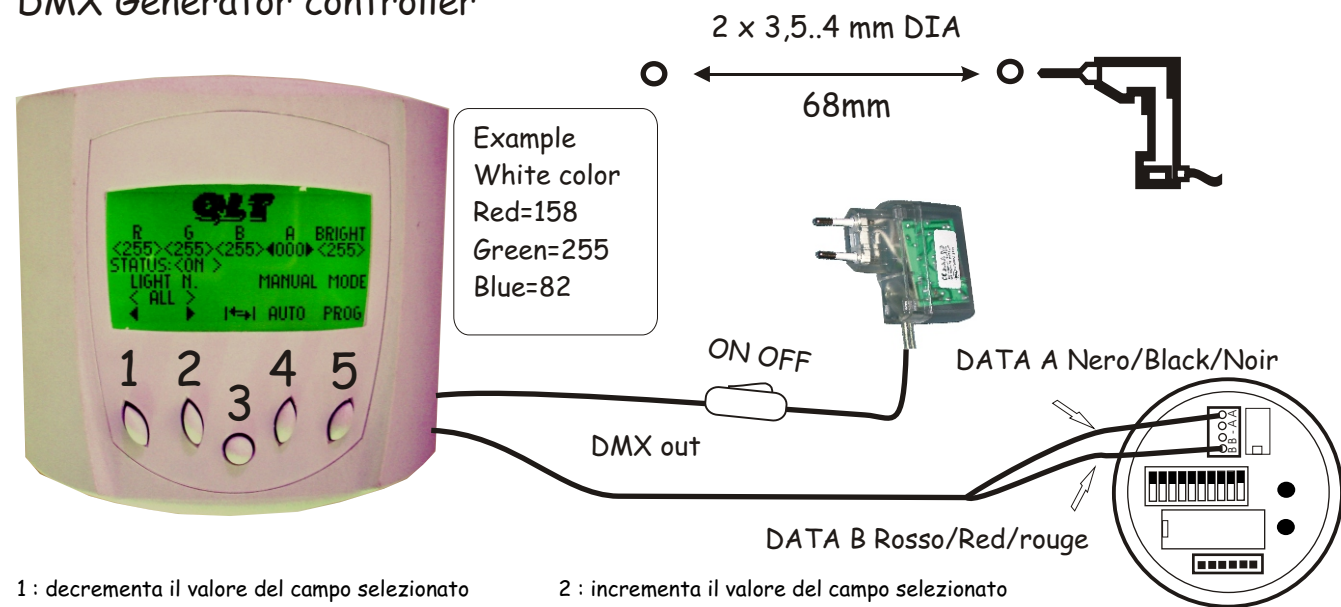 DMX Generator controller
2 x 3,5..4 mm DIA
68mm
Example
White color
Red=158
Green=255
Blue=82
QLT
R G B A BRIGHT
<255><255><255>◀000▶<255>
STATUS:<ON >
LIGHT N. MANUAL MODE
< ALL >
AUTO PROG
1 2 3 4 5
ON OFF
DATA A Nero/Black/Noir
DMX out
B B - A A
DATA B Rosso/Red/rouge
1 : decrementa il valore del campo selezionato
2 : incrementa il valore del campo selezionato